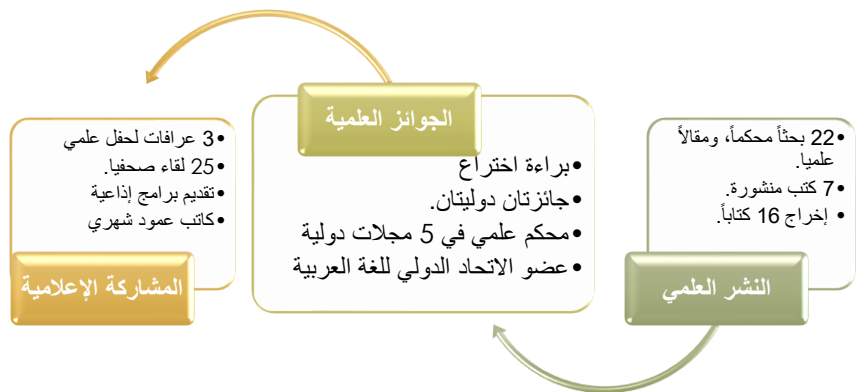 • 22 بحثاً محكماً، ومقالاً
علميا.
• 7 كتب منشورة.
• إخراج 16 كتاباً.
النشر العلمي
الجوائز العلمية
• براءة اختراع
• جائزتان دوليتان.
• محكم علمي في 5 مجلات دولية
• عضو الاتحاد الدولي للغة العربية
• 3 عرافات لحفل علمي
• 25 لقاء صحفيا.
• تقديم برامج إذاعية
• كاتب عمود شهري
المشاركة الإعلامية